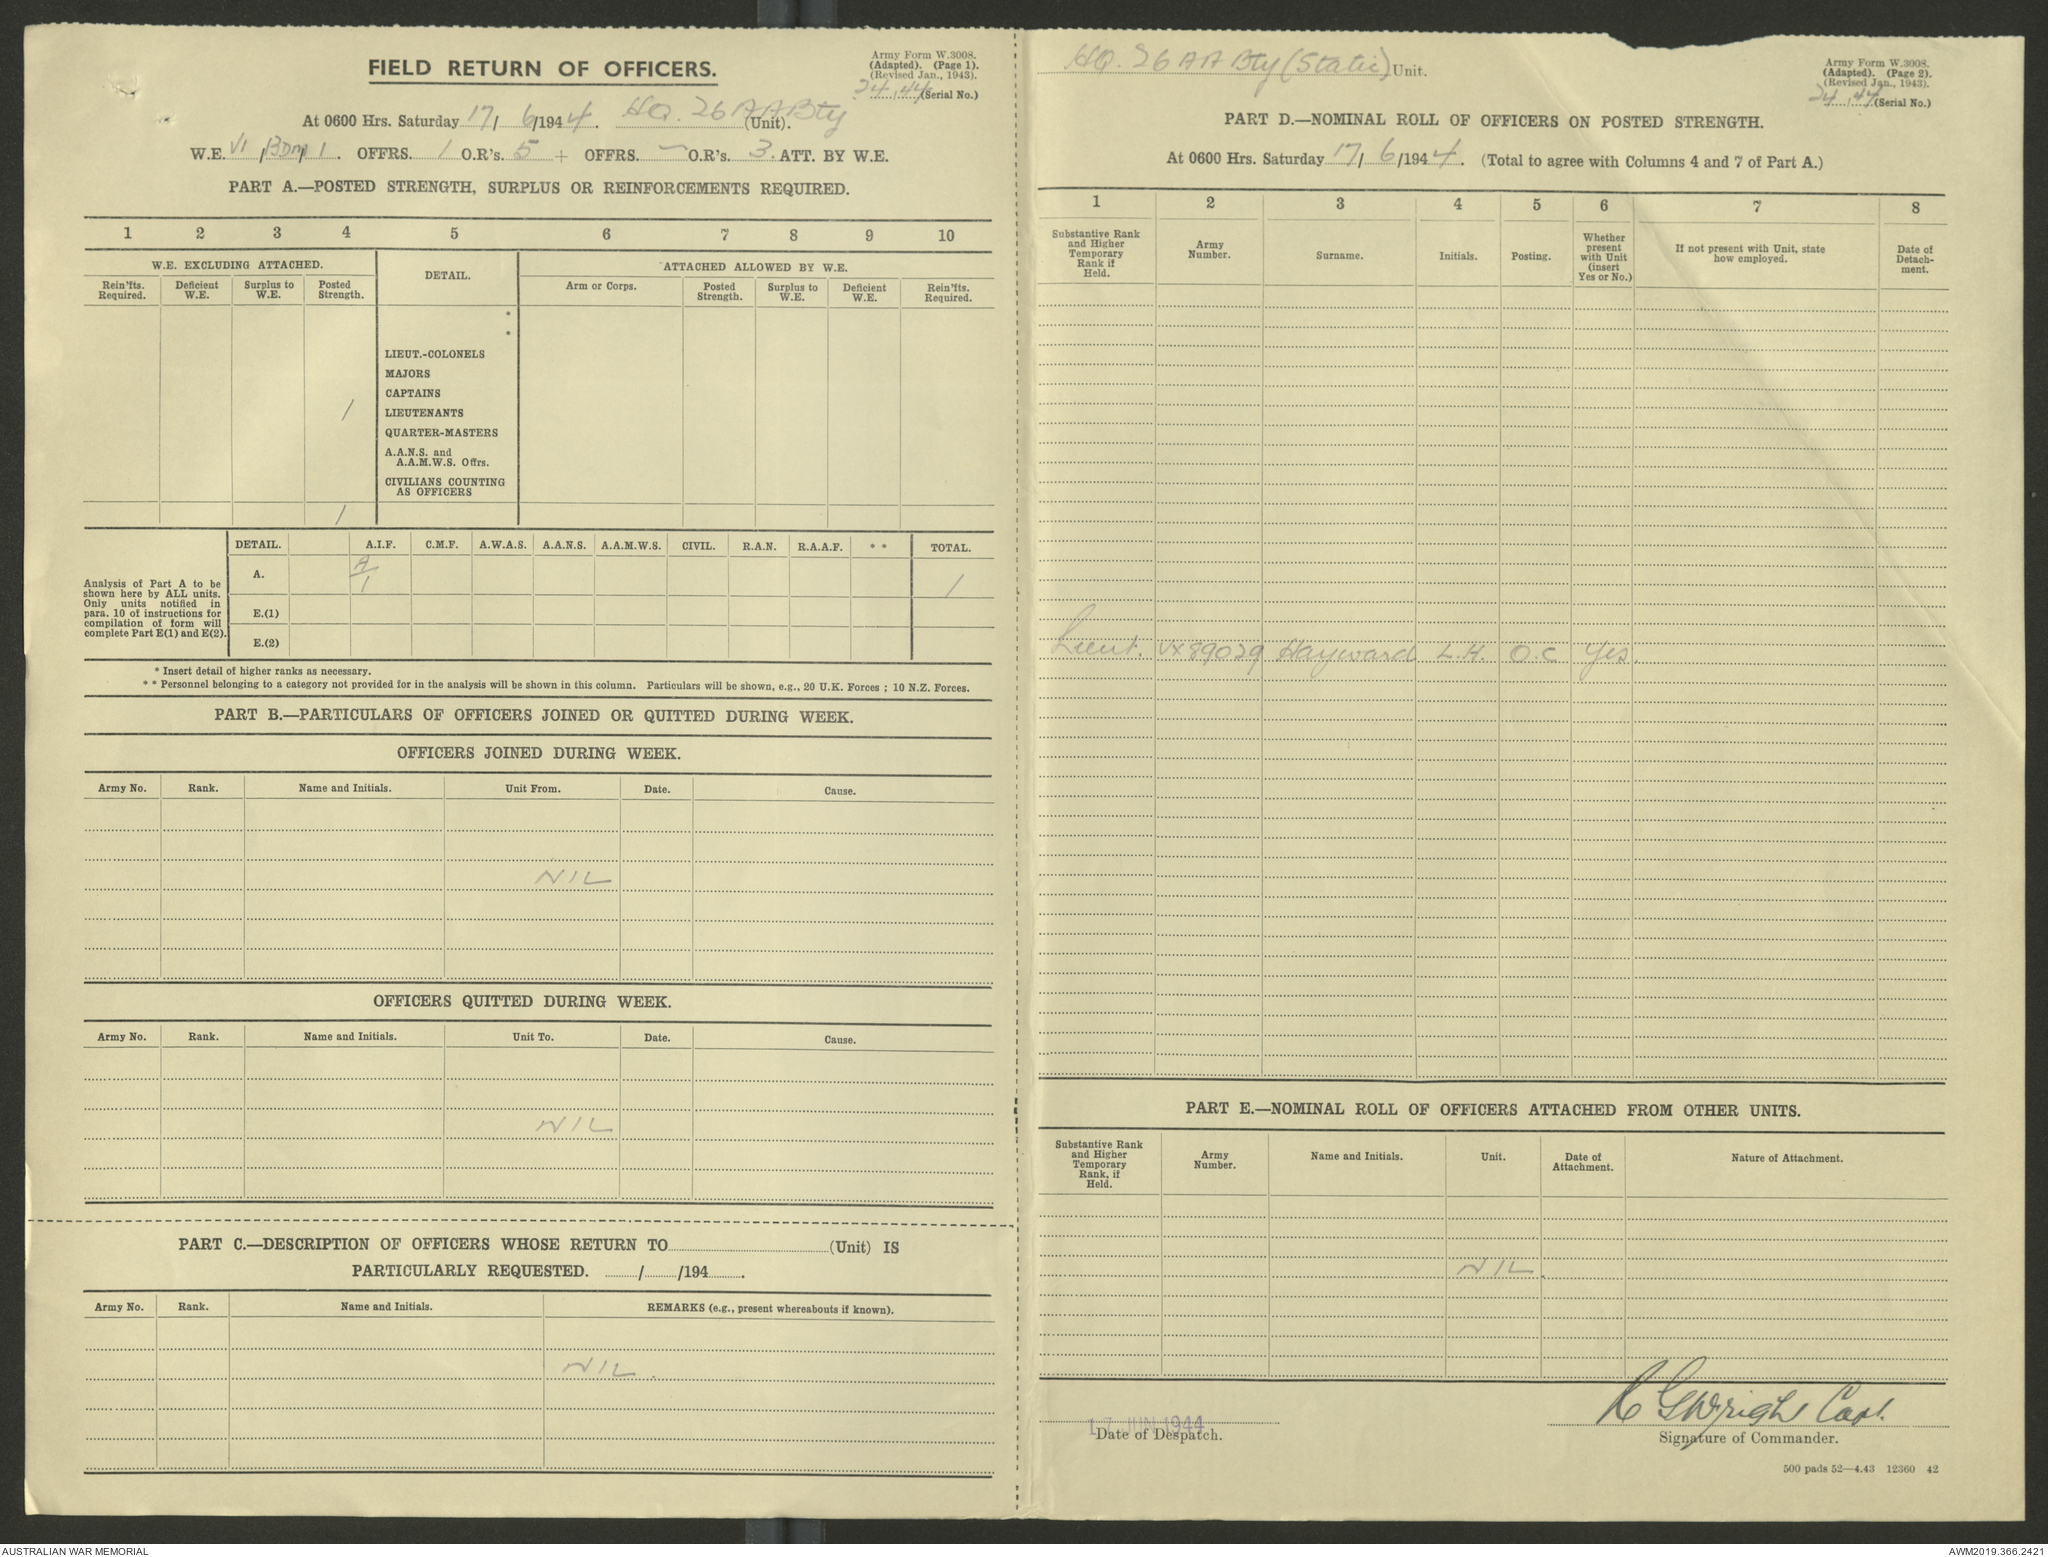 FIELD RETURN OF OFFICERS.
Army Form W.3008.
(Adapted). (Page 1).
(Revised Jan., 1943).
24/44 (Serial No.)
At 0600 Hrs. Saturday 17/ 6/1944. HQ. 26 AA Bty (Unit).
W.E. VI /BDM/ 1. OFFRS. 1 O.R's. 5 + OFFRS. — O.R's. 3. ATT. BY W.E.
PART A.—POSTED STRENGTH, SURPLUS OR REINFORCEMENTS REQUIRED.
1 2 3 4 5 6 7 8 9 10
W.E. EXCLUDING ATTACHED. DETAIL. ATTACHED ALLOWED BY W.E.
Rein'fts. Required. Deficient W.E. Surplus to W.E. Posted Strength. Arm or Corps. Posted Strength. Surplus to W.E. Deficient W.E. Rein'fts. Required.
*
*
LIEUT.-COLONELS
MAJORS
CAPTAINS
1 LIEUTENANTS
QUARTER-MASTERS
A.A.N.S. and
A.A.M.W.S. Offrs.
CIVILIANS COUNTING
AS OFFICERS
1
DETAIL. A.I.F. C.M.F. A.W.A.S. A.A.N.S. A.A.M.W.S. CIVIL. R.A.N. R.A.A.F. * * TOTAL.
Analysis of Part A to be
shown here by ALL units.
Only units notified in
para. 10 of instructions for
compilation of form will
complete Part E(1) and E(2).
A. A/1 1
E.(1)
E.(2)
* Insert detail of higher ranks as necessary.
* * Personnel belonging to a category not provided for in the analysis will be shown in this column. Particulars will be shown, e.g., 20 U.K. Forces ; 10 N.Z. Forces.
PART B.—PARTICULARS OF OFFICERS JOINED OR QUITTED DURING WEEK.
OFFICERS JOINED DURING WEEK.
Army No. Rank. Name and Initials. Unit From. Date. Cause.
NIL
OFFICERS QUITTED DURING WEEK.
Army No. Rank. Name and Initials. Unit To. Date. Cause.
NIL
PART C.—DESCRIPTION OF OFFICERS WHOSE RETURN TO (Unit) IS
PARTICULARLY REQUESTED. / /194 .
Army No. Rank. Name and Initials. REMARKS (e.g., present whereabouts if known).
NIL.
HQ. 26 AA Bty (Static) Unit.
Army Form W.3008.
(Adapted). (Page 2).
(Revised Jan., 1943).
24/44 (Serial No.)
PART D.—NOMINAL ROLL OF OFFICERS ON POSTED STRENGTH.
At 0600 Hrs. Saturday 17/ 6/1944. (Total to agree with Columns 4 and 7 of Part A.)
1 2 3 4 5 6 7 8
Substantive Rank and Higher Temporary Rank if Held. Army Number. Surname. Initials. Posting. Whether present with Unit (insert Yes or No.) If not present with Unit, state how employed. Date of Detach- ment.
Lieut. VX89029 Hayward L.H. O.C Yes.
PART E.—NOMINAL ROLL OF OFFICERS ATTACHED FROM OTHER UNITS.
Substantive Rank and Higher Temporary Rank, if Held. Army Number. Name and Initials. Unit. Date of Attachment. Nature of Attachment.
NIL.
17 JUN 1944
Date of Despatch.
R G Wright Capt.
Signature of Commander.
500 pads 52—4.43 12360 42
AUSTRALIAN WAR MEMORIAL
AWM2019.366.2421